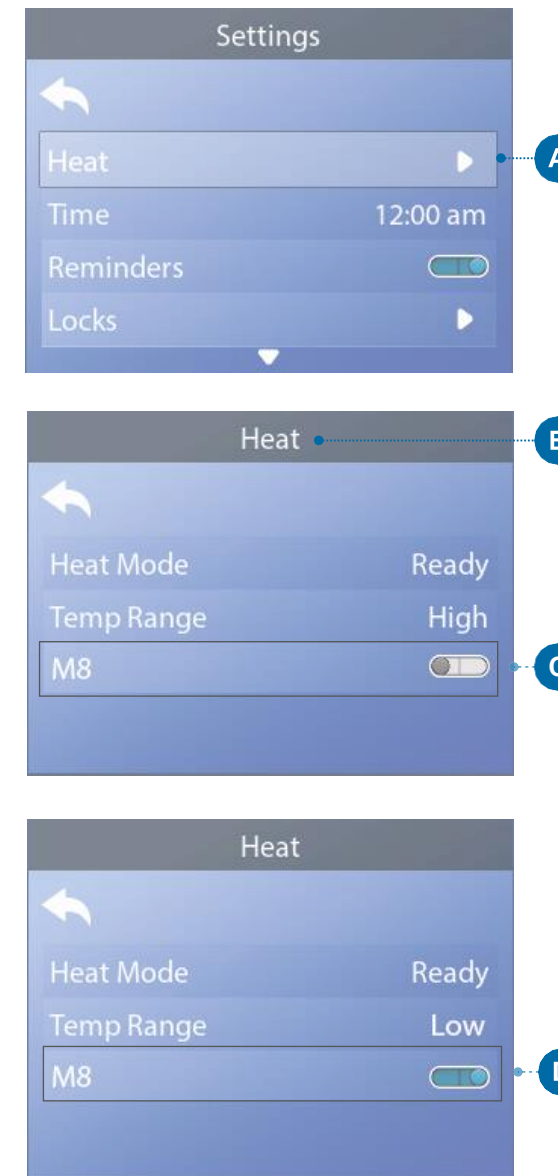 Settings
Heat
A
Time 12:00 am
Reminders
Locks
Heat
B
Heat Mode Ready
Temp Range High
M8
C
Heat
Heat Mode Ready
Temp Range Low
M8